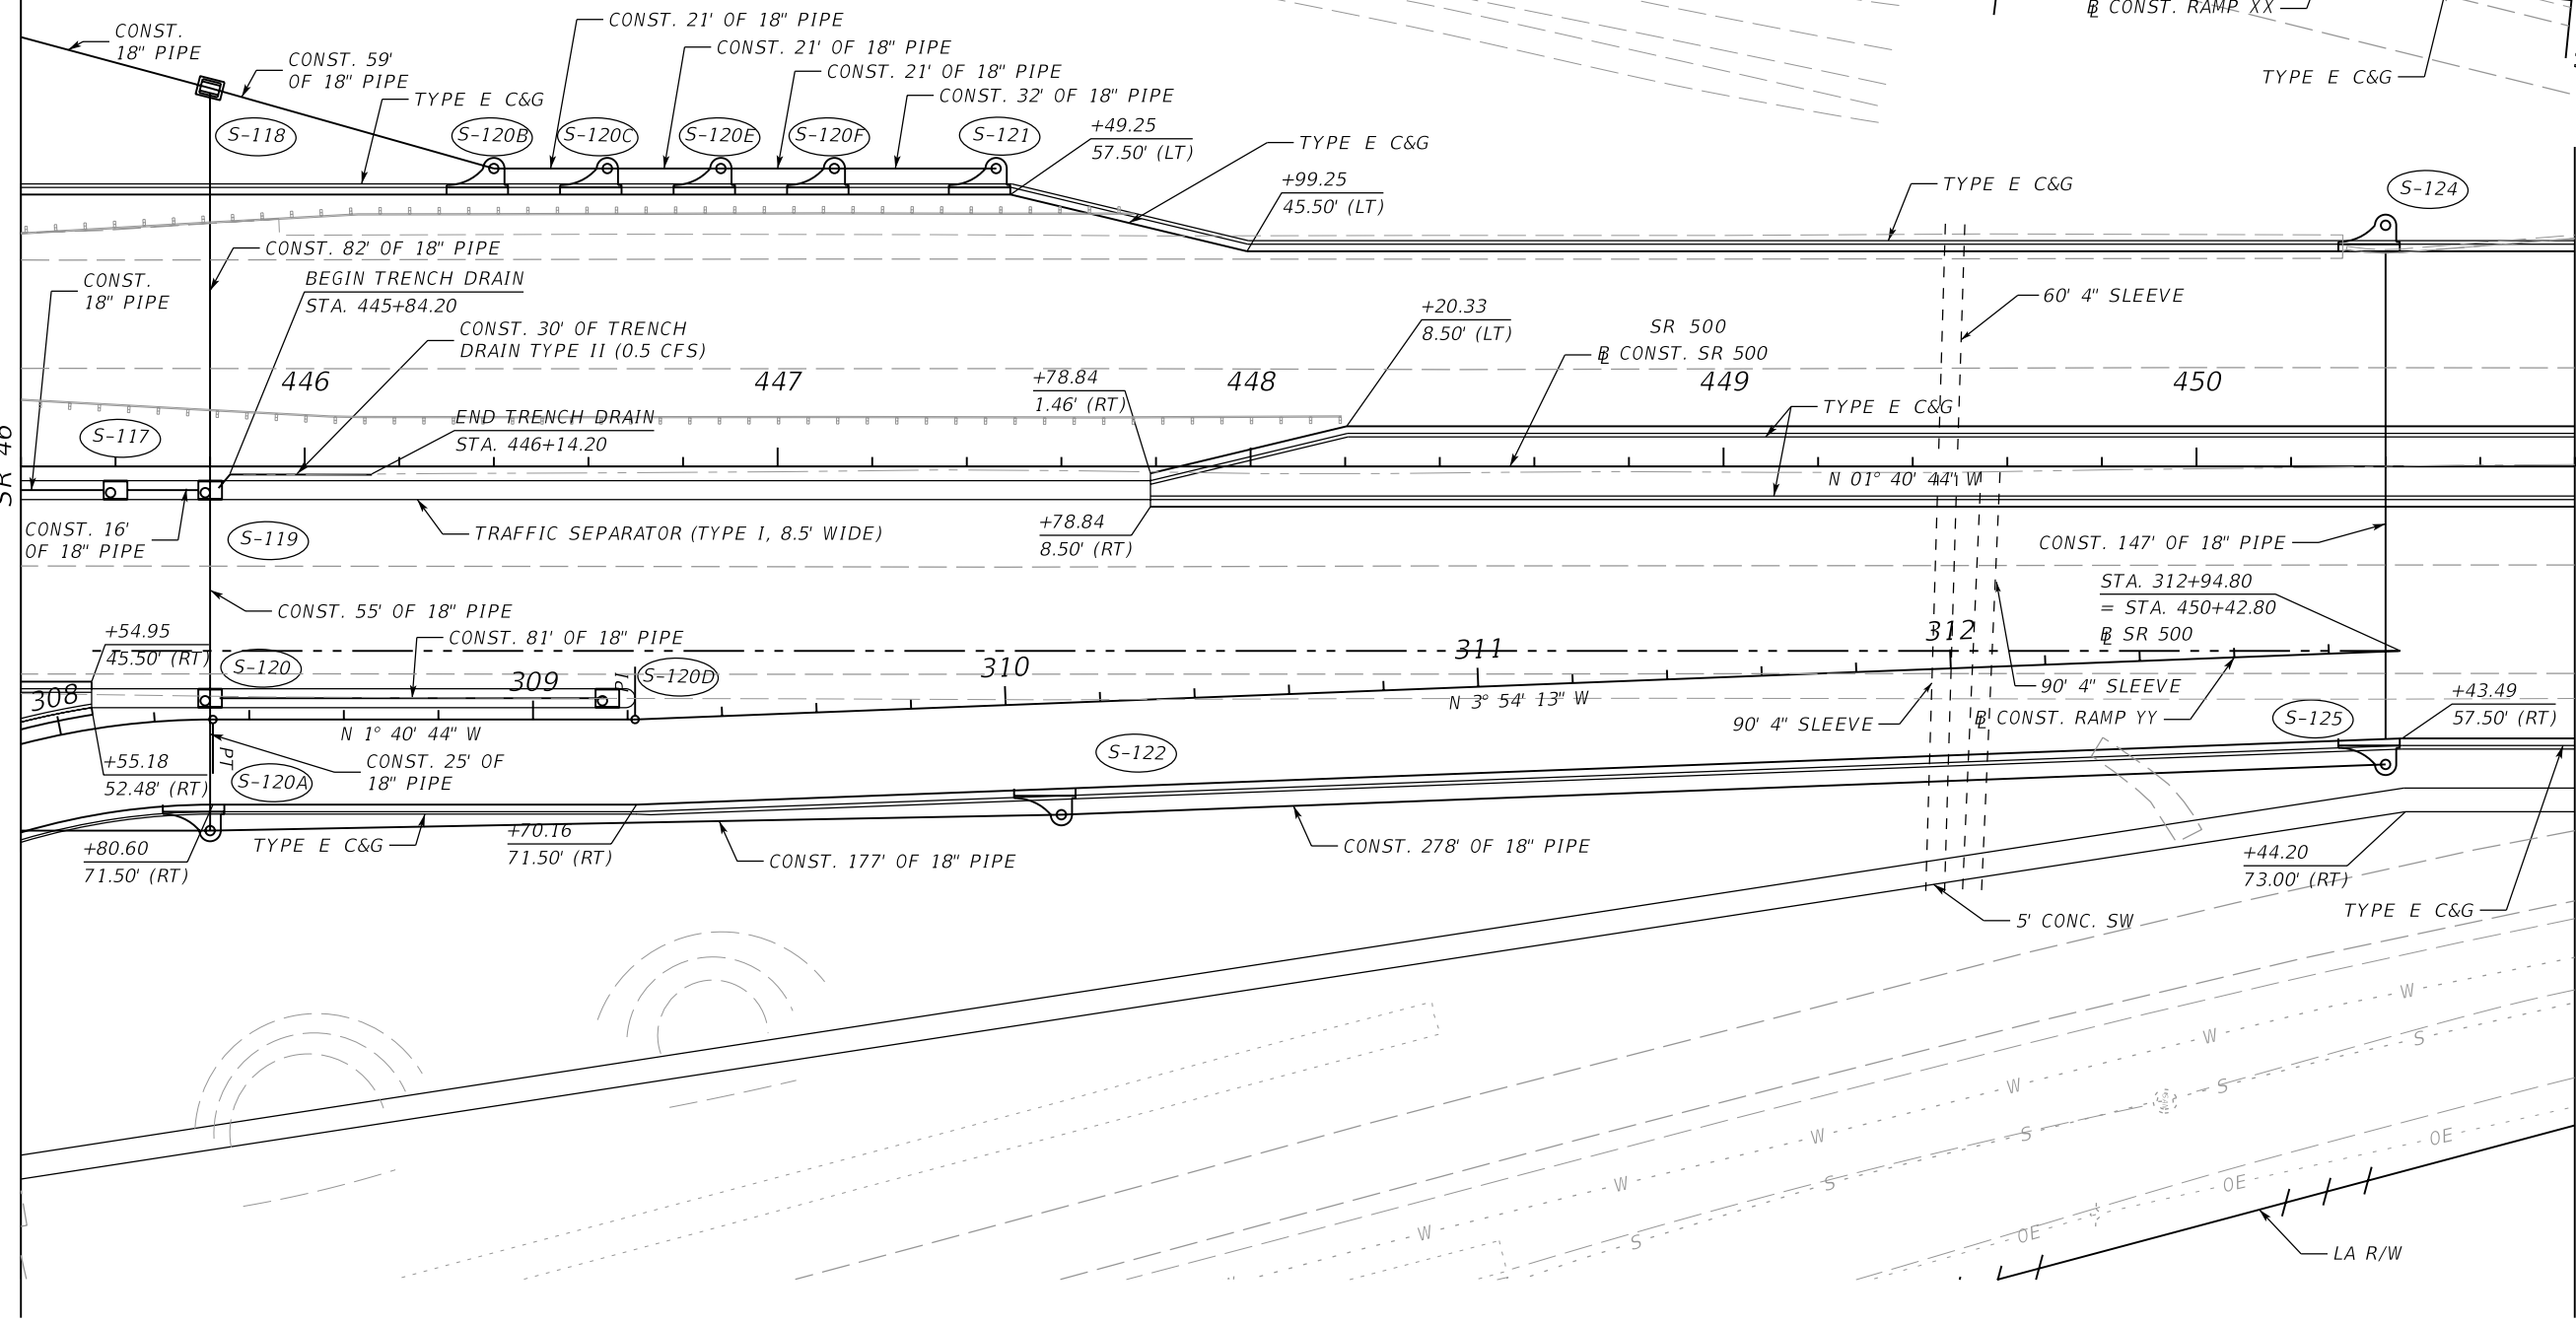 CONST.
18" PIPE
CONST. 59'
OF 18" PIPE
CONST. 21' OF 18" PIPE
CONST. 21' OF 18" PIPE
CONST. 21' OF 18" PIPE
CONST. 32' OF 18" PIPE
TYPE E C&G
℄ CONST. RAMP XX
TYPE E C&G
S-118
S-120B
S-120C
S-120E
S-120F
S-121
+49.25
57.50' (LT)
TYPE E C&G
+99.25
45.50' (LT)
TYPE E C&G
S-124
CONST. 82' OF 18" PIPE
CONST.
18" PIPE
BEGIN TRENCH DRAIN
STA. 445+84.20
CONST. 30' OF TRENCH
DRAIN TYPE II (0.5 CFS)
60' 4" SLEEVE
+20.33
8.50' (LT)
SR 500
℄ CONST. SR 500
446
447
448
449
450
+78.84
1.46' (RT)
TYPE E C&G
END TRENCH DRAIN
STA. 446+14.20
S-117
SR 46
N 01° 40' 44" W
CONST. 16'
OF 18" PIPE
S-119
TRAFFIC SEPARATOR (TYPE I, 8.5' WIDE)
+78.84
8.50' (RT)
CONST. 147' OF 18" PIPE
STA. 312+94.80
= STA. 450+42.80
℄ SR 500
CONST. 55' OF 18" PIPE
CONST. 81' OF 18" PIPE
+54.95
45.50' (RT)
S-120
S-120D
PI
308
309
310
311
312
90' 4" SLEEVE
N 3° 54' 13" W
90' 4" SLEEVE
℄ CONST. RAMP YY
S-125
+43.49
57.50' (RT)
N 1° 40' 44" W
PT
CONST. 25' OF
18" PIPE
+55.18
52.48' (RT)
S-120A
S-122
+80.60
71.50' (RT)
TYPE E C&G
+70.16
71.50' (RT)
CONST. 177' OF 18" PIPE
CONST. 278' OF 18" PIPE
+44.20
73.00' (RT)
TYPE E C&G
5' CONC. SW
W
W
W
W
W
W
S
S
S
S
S
OE
OE
OE
LA R/W